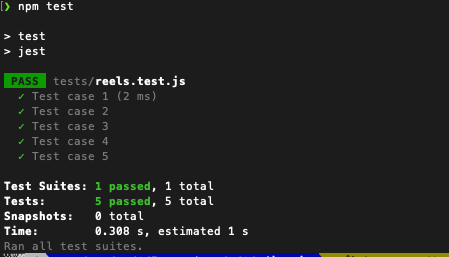 ❯ npm test
> test
> jest
PASS tests/reels.test.js
✓ Test case 1 (2 ms)
✓ Test case 2
✓ Test case 3
✓ Test case 4
✓ Test case 5
Test Suites: 1 passed, 1 total
Tests: 5 passed, 5 total
Snapshots: 0 total
Time: 0.308 s, estimated 1 s
Ran all test suites.